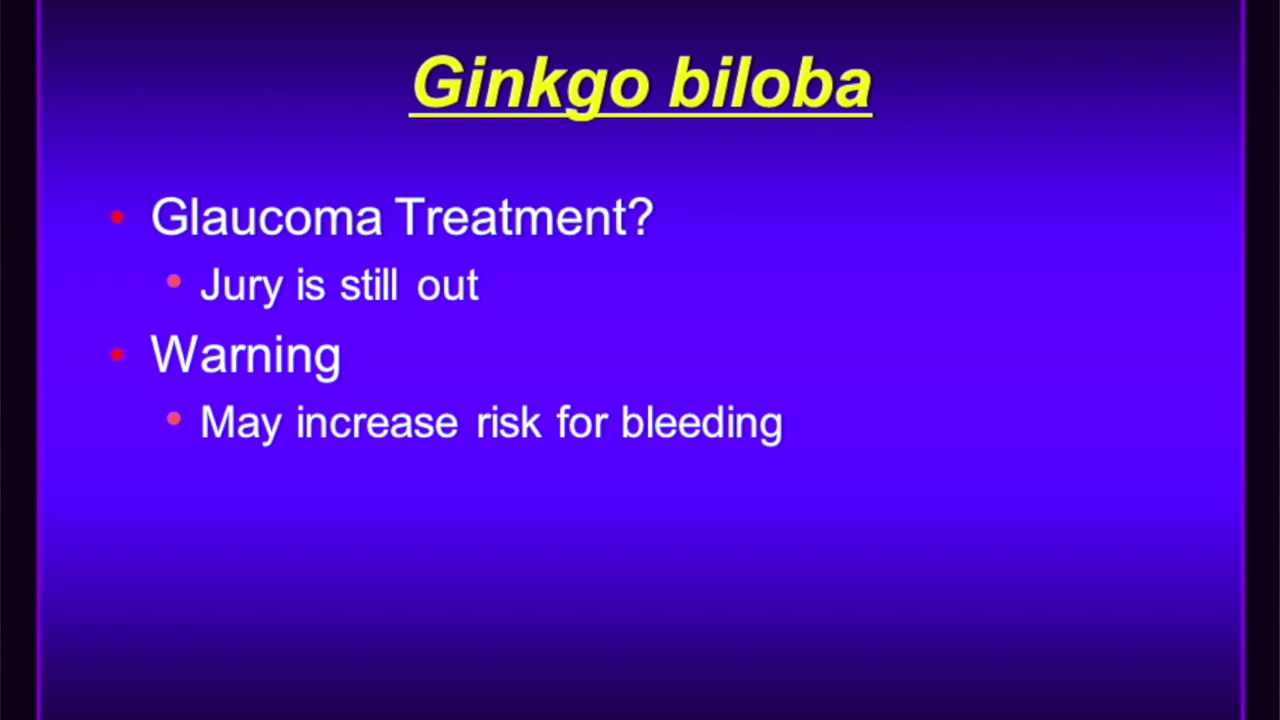 Ginkgo biloba
Glaucoma Treatment?
Jury is still out
Warning
May increase risk for bleeding